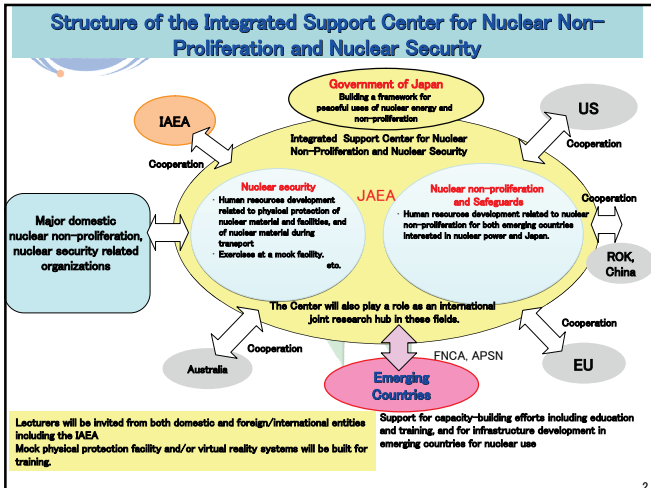 Structure of the Integrated Support Center for Nuclear Non-
Proliferation and Nuclear Security
Government of Japan
Building a framework for
peaceful uses of nuclear energy and
non-proliferation
IAEA
US
Cooperation
Cooperation
Integrated Support Center for Nuclear
Non-Proliferation and Nuclear Security
Major domestic
nuclear non-proliferation,
nuclear security related
organizations
Nuclear security
· Human resources development
related to physical protection of
nuclear material and facilities, and
of nuclear material during
transport
· Exercises at a mock facility.
etc.
JAEA
Nuclear non-proliferation
and Safeguards
· Human resources development related to nuclear
non-proliferation for both emerging countries
interested in nuclear power and Japan.
Cooperation
ROK,
China
The Center will also play a role as an international
joint research hub in these fields.
Cooperation
Australia
FNCA, APSN
Cooperation
EU
Emerging
Countries
Lecturers will be invited from both domestic and foreign/international entities
including the IAEA
Mock physical protection facility and/or virtual reality systems will be built for
training.
Support for capacity-building efforts including education
and training, and for infrastructure development in
emerging countries for nuclear use
2